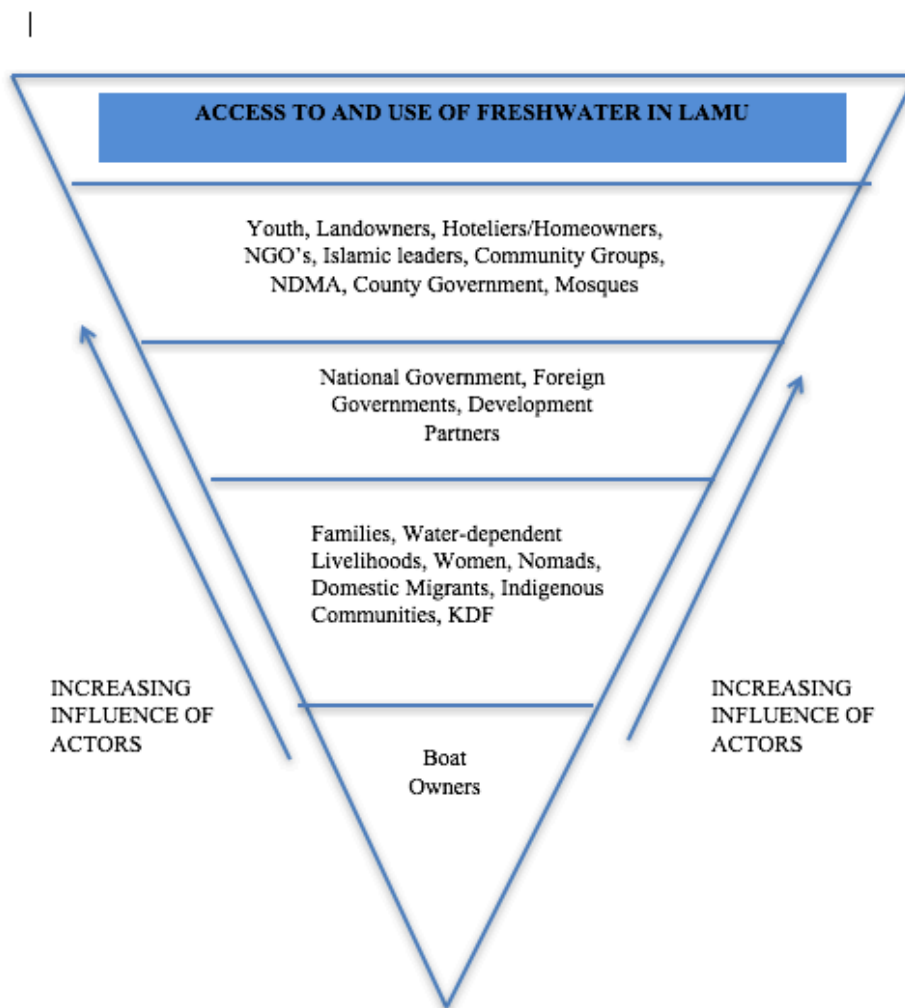 ACCESS TO AND USE OF FRESHWATER IN LAMU
Youth, Landowners, Hoteliers/Homeowners,
NGO's, Islamic leaders, Community Groups,
NDMA, County Government, Mosques
National Government, Foreign
Governments, Development
Partners
Families, Water-dependent
Livelihoods, Women, Nomads,
Domestic Migrants, Indigenous
Communities, KDF
INCREASING
INFLUENCE OF
ACTORS
INCREASING
INFLUENCE OF
ACTORS
Boat
Owners